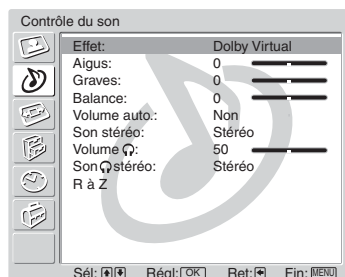 Contrôle du son
Effet: Dolby Virtual
Aigus: 0
Graves: 0
Balance: 0
Volume auto.: Non
Son stéréo: Stéréo
Volume 🎧: 50
Son 🎧 stéréo: Stéréo
R à Z
Sél: Régl: OK Ret: Fin: MENU